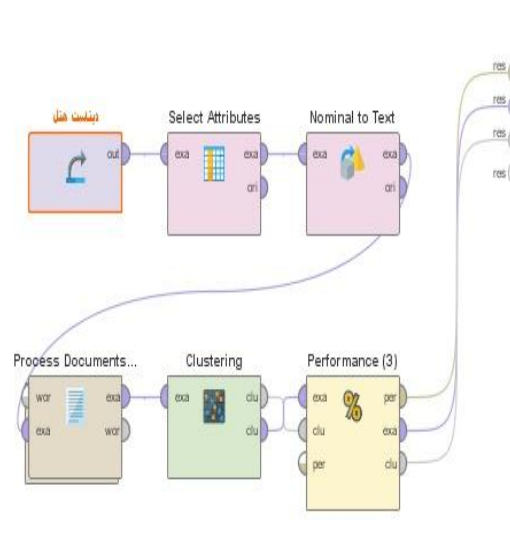 دیتاست هتل
Select Attributes
Nominal to Text
out
exa
exa
ori
exa
exa
ori
res
res
res
res
Process Documents...
Clustering
Performance (3)
wor
exa
exa
wor
exa
clu
clu
exa
per
clu
exa
per
clu